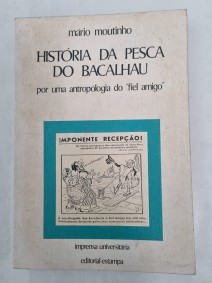 mário moutinho
HISTÓRIA DA PESCA
DO BACALHAU
por uma antropologia do "fiel amigo"
IMPONENTE RECEPÇÃO!
imprensa universitária
editorial estampa